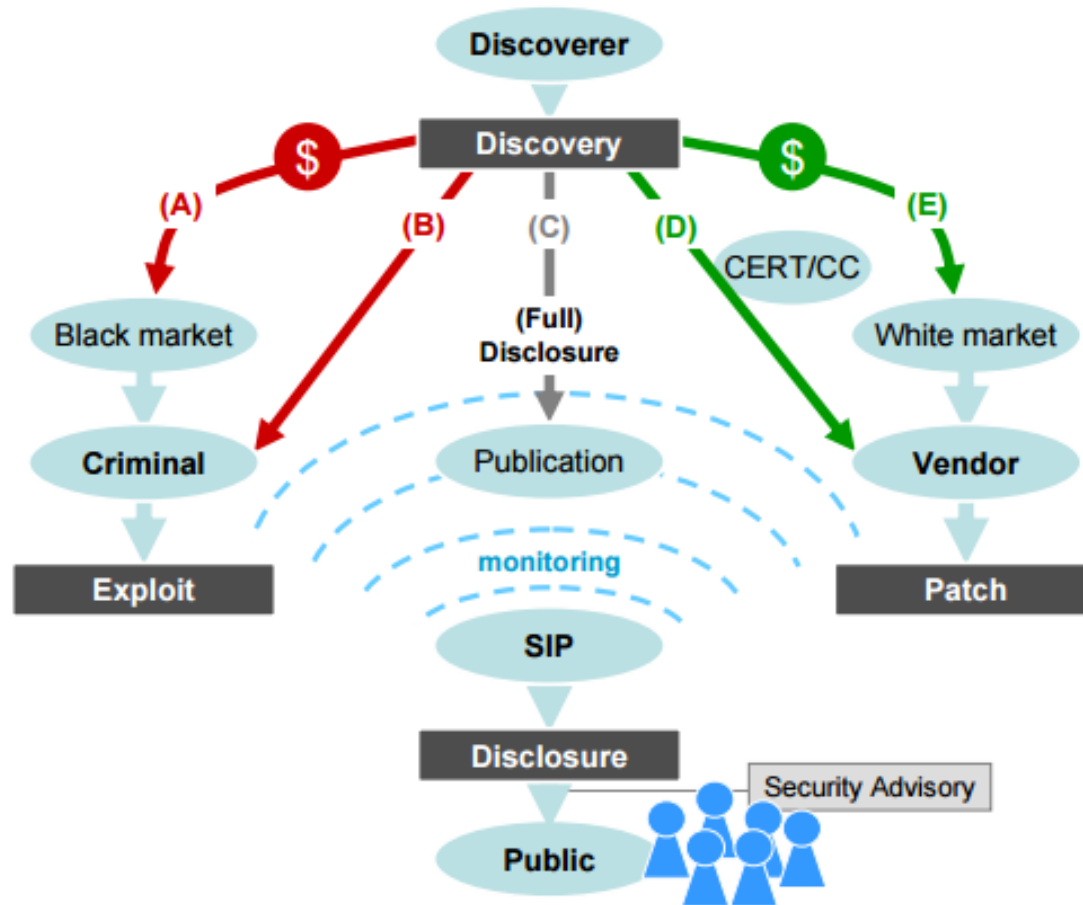 Discoverer
Discovery
$
$
(A)
(B)
(C)
(D)
(E)
CERT/CC
Black market
(Full)
Disclosure
White market
Criminal
Publication
Vendor
Exploit
monitoring
Patch
SIP
Disclosure
Security Advisory
Public